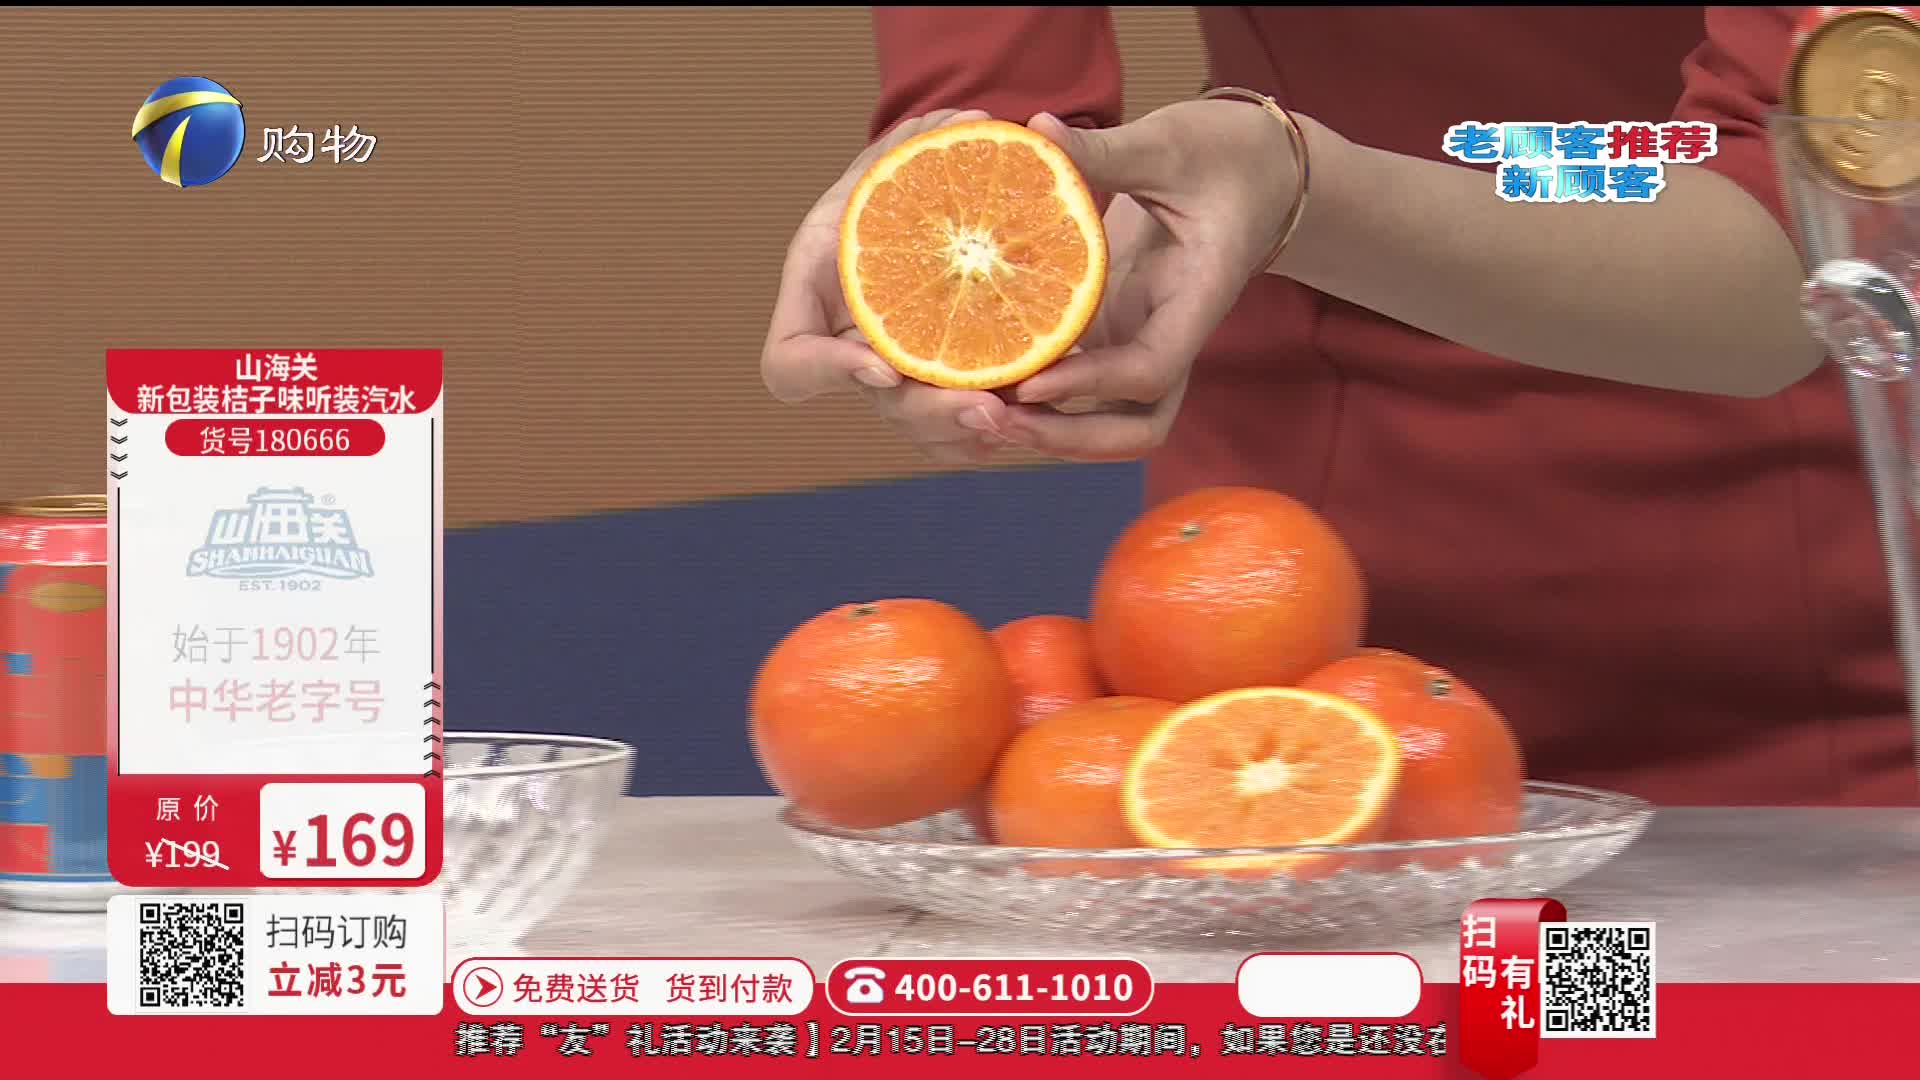 购物
老顾客推荐
新顾客
山海关
新包装桔子味听装汽水
货号180666
山海关®
SHANHAIGUAN
EST.1902
始于1902年
中华老字号
原价
¥199
¥169
扫码订购
立减3元
免费送货 货到付款
400-611-1010
扫码有礼
推荐“友”礼活动来袭】2月15日-28日活动期间，如果您是还没在